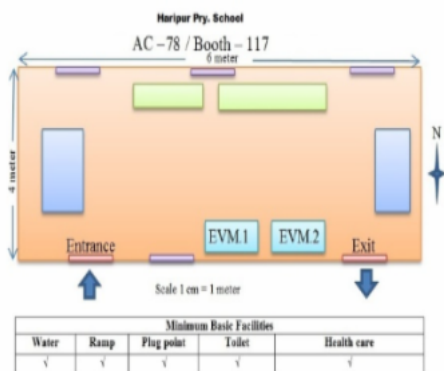 Haripur Pry. School
AC – 78 / Booth – 117
6 meter
4 meter
N
EVM.1 EVM.2
Entrance Exit
Scale 1 cm = 1 meter
Minimum Basic Facilities
Water Ramp Plug point Toilet Health care
√ √ √ √ √